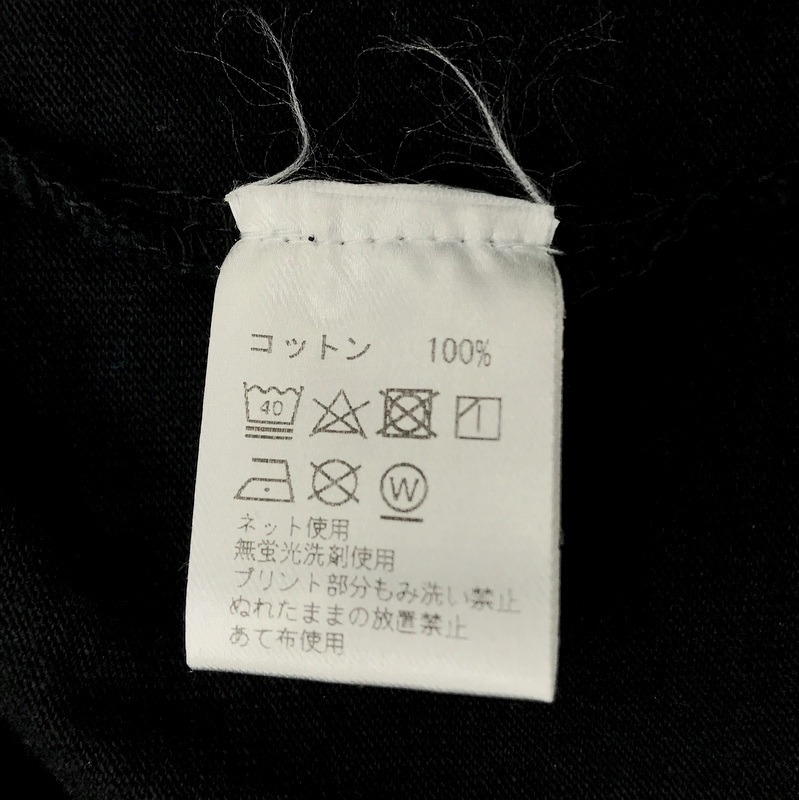 コットン 100%
40
W
ネット使用
無蛍光洗剤使用
プリント部分もみ洗い禁止
ぬれたままの放置禁止
あて布使用